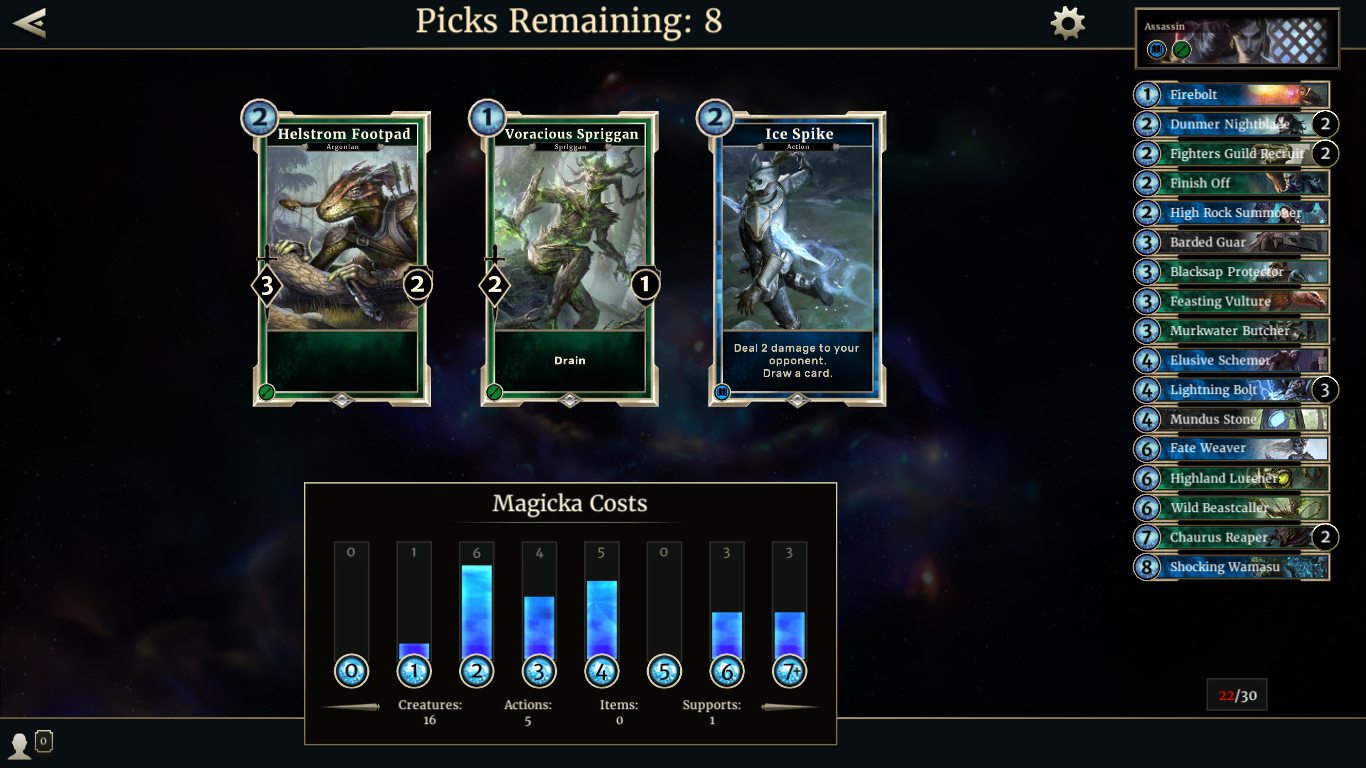 Picks Remaining: 8
Assassin
2
Helstrom Footpad
Argonian
3
2
1
Voracious Spriggan
Spriggan
2
1
Drain
2
Ice Spike
Action
Deal 2 damage to your
opponent.
Draw a card.
1 Firebolt
2 Dunmer Nightblade 2
2 Fighters Guild Recruit 2
2 Finish Off
2 High Rock Summoner
3 Barded Guar
3 Blacksap Protector
3 Feasting Vulture
3 Murkwater Butcher
4 Elusive Schemer
4 Lightning Bolt 3
4 Mundus Stone
6 Fate Weaver
6 Highland Lurcher
6 Wild Beastcaller
7 Chaurus Reaper 2
8 Shocking Wamasu
Magicka Costs
0 1 6 4 5 0 3 3
0 1 2 3 4 5 6 7+
Creatures: Actions: Items: Supports:
16 5 0 1
22/30
0